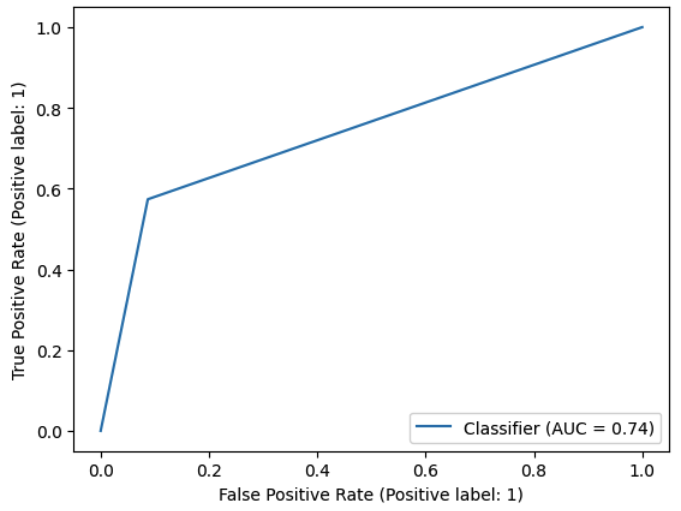 True Positive Rate (Positive label: 1)
1.0
0.8
0.6
0.4
0.2
0.0
Classifier (AUC = 0.74)
0.0 0.2 0.4 0.6 0.8 1.0
False Positive Rate (Positive label: 1)